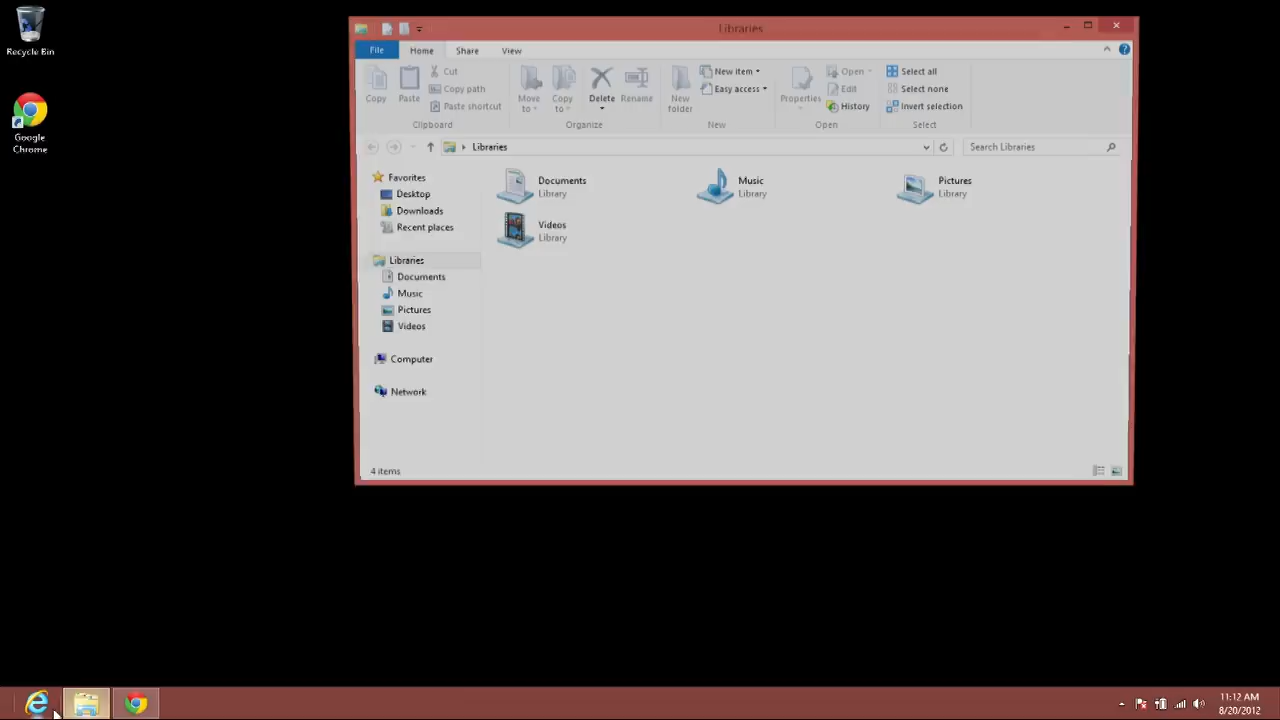 Recycle Bin
Google Chrome
Libraries
File Home Share View
Copy
Paste
Cut
Copy path
Paste shortcut
Clipboard
Move to
Copy to
Delete
Rename
Organize
New folder
New item
Easy access
New
Properties
Open
Edit
History
Open
Select all
Select none
Invert selection
Select
Libraries
Search Libraries
Favorites
Desktop
Downloads
Recent places
Libraries
Documents
Music
Pictures
Videos
Computer
Network
Documents
Library
Music
Library
Pictures
Library
Videos
Library
4 items
11:12 AM
8/20/2012